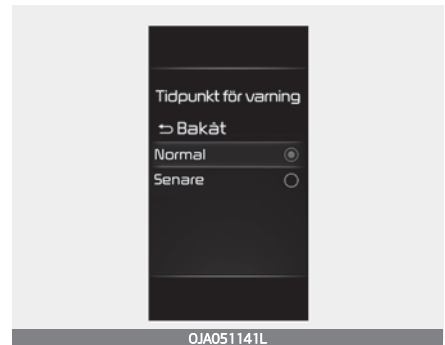 Tidpunkt för varning
Bakåt
Normal
Senare
OJA051141L